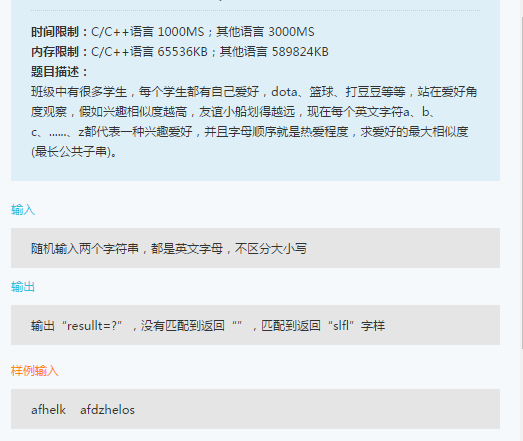 时间限制：C/C++语言 1000MS；其他语言 3000MS
内存限制：C/C++语言 65536KB；其他语言 589824KB
题目描述：
班级中有很多学生，每个学生都有自己爱好，dota、篮球、打豆豆等等，站在爱好角
度观察，假如兴趣相似度越高，友谊小船划得越远，现在每个英文字符a、b、
c、……、z都代表一种兴趣爱好，并且字母顺序就是热爱程度，求爱好的最大相似度
(最长公共子串)。
输入
随机输入两个字符串，都是英文字母，不区分大小写
输出
输出“resullt=?”，没有匹配到返回“”，匹配到返回“slfl”字样
样例输入
afhelk afdzhelos